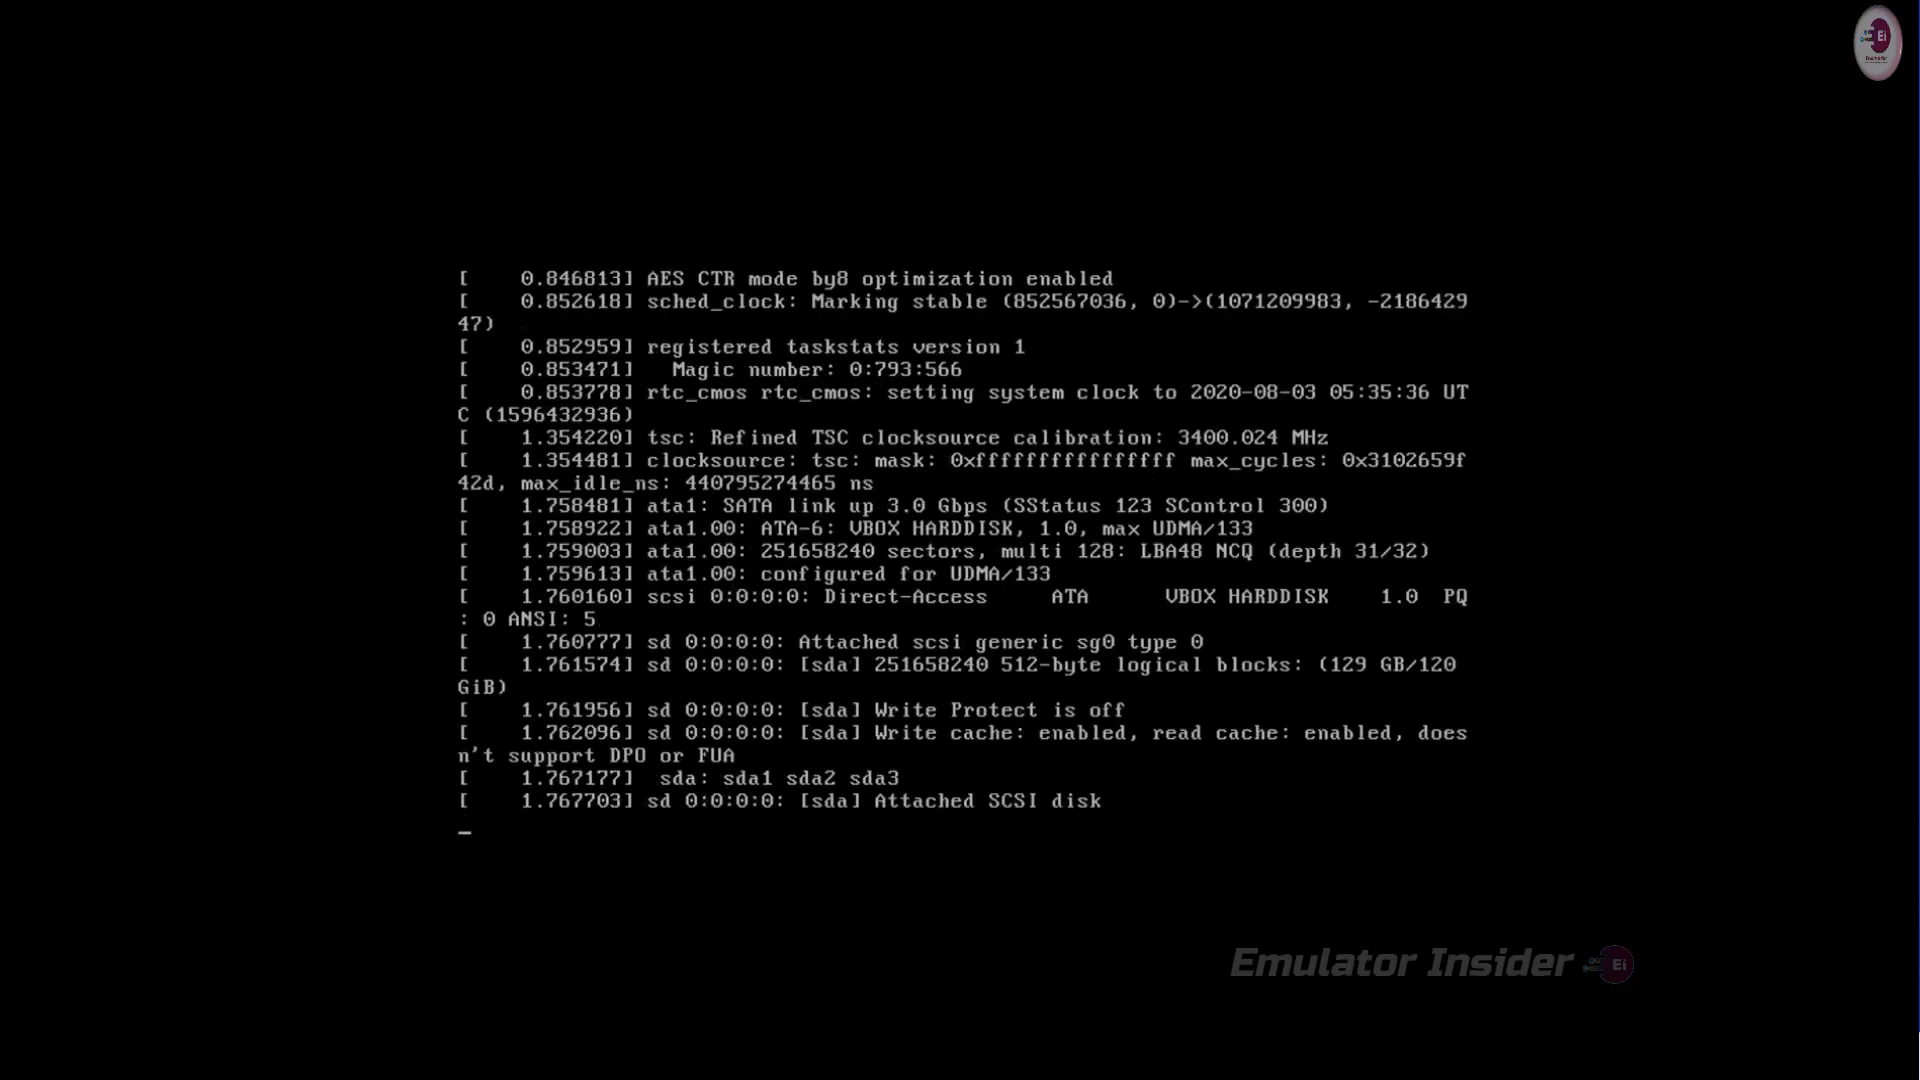 Ei
[    0.846813] AES CTR mode by8 optimization enabled
[    0.852618] sched_clock: Marking stable (852567036, 0)->(1071209983, -2186429
47)
[    0.852959] registered taskstats version 1
[    0.853471]   Magic number: 0:793:566
[    0.853778] rtc_cmos rtc_cmos: setting system clock to 2020-08-03 05:35:36 UT
C (1596432936)
[    1.354220] tsc: Refined TSC clocksource calibration: 3400.024 MHz
[    1.354481] clocksource: tsc: mask: 0xffffffffffffffff max_cycles: 0x3102659f
42d, max_idle_ns: 440795274465 ns
[    1.758481] ata1: SATA link up 3.0 Gbps (SStatus 123 SControl 300)
[    1.758922] ata1.00: ATA-6: VBOX HARDDISK, 1.0, max UDMA/133
[    1.759003] ata1.00: 251658240 sectors, multi 128: LBA48 NCQ (depth 31/32)
[    1.759613] ata1.00: configured for UDMA/133
[    1.760160] scsi 0:0:0:0: Direct-Access     ATA      VBOX HARDDISK    1.0  PQ
: 0 ANSI: 5
[    1.760777] sd 0:0:0:0: Attached scsi generic sg0 type 0
[    1.761574] sd 0:0:0:0: [sda] 251658240 512-byte logical blocks: (129 GB/120
GiB)
[    1.761956] sd 0:0:0:0: [sda] Write Protect is off
[    1.762096] sd 0:0:0:0: [sda] Write cache: enabled, read cache: enabled, does
n't support DPO or FUA
[    1.767177]  sda: sda1 sda2 sda3
[    1.767703] sd 0:0:0:0: [sda] Attached SCSI disk
_
Emulator Insider Ei